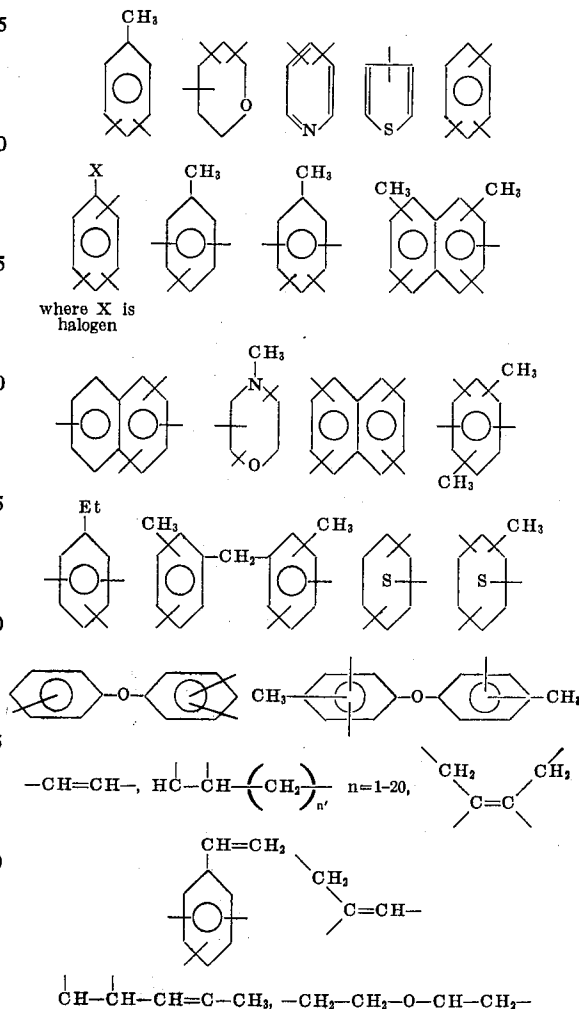 5
CH3
O
N
S
0
X
CH3
CH3
CH3
CH3
5
where X is
halogen
0
CH3
N
O
CH3
CH3
5
Et
CH3
CH2
CH3
S
S
CH3
0
O
CH3
O
CH3
5
—CH=CH—, HC—CH—(CH2)n' n=1-20,
CH2
CH2
C=C
0
CH=CH2
CH2
C=CH—
CH—CH—CH=C—CH3, —CH2—CH2—O—CH—CH2—